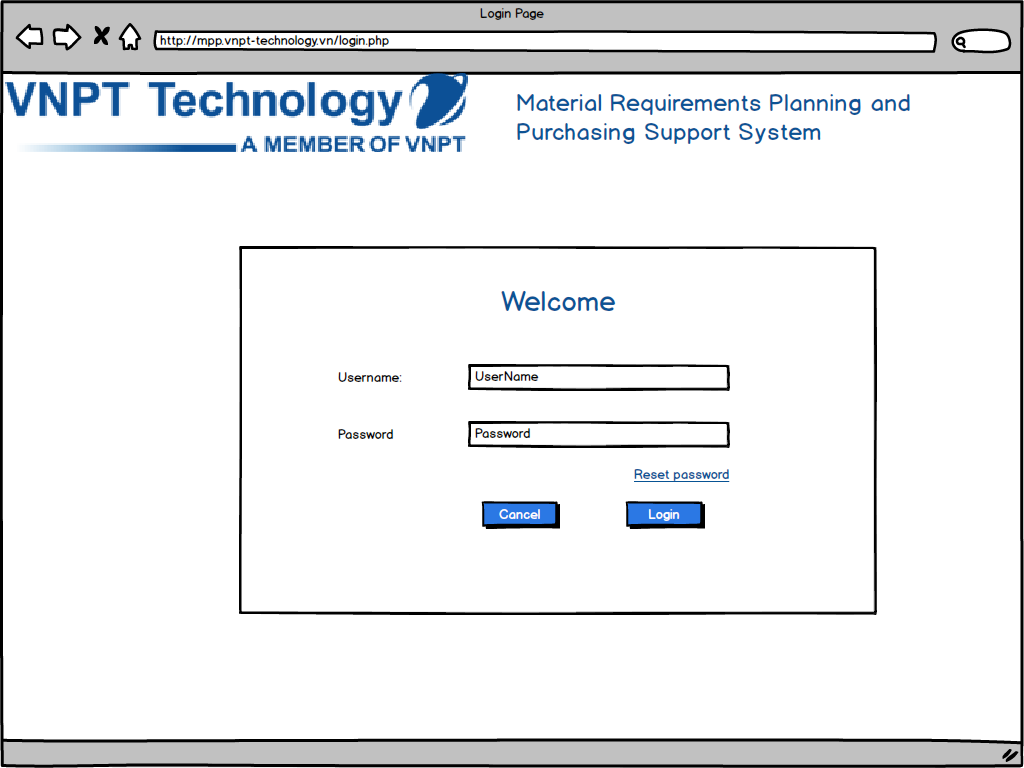 Login Page
http://mpp.vnpt-technology.vn/login.php
VNPT Technology
A MEMBER OF VNPT
Material Requirements Planning and
Purchasing Support System
Welcome
Username:
UserName
Password
Password
Reset password
Cancel
Login